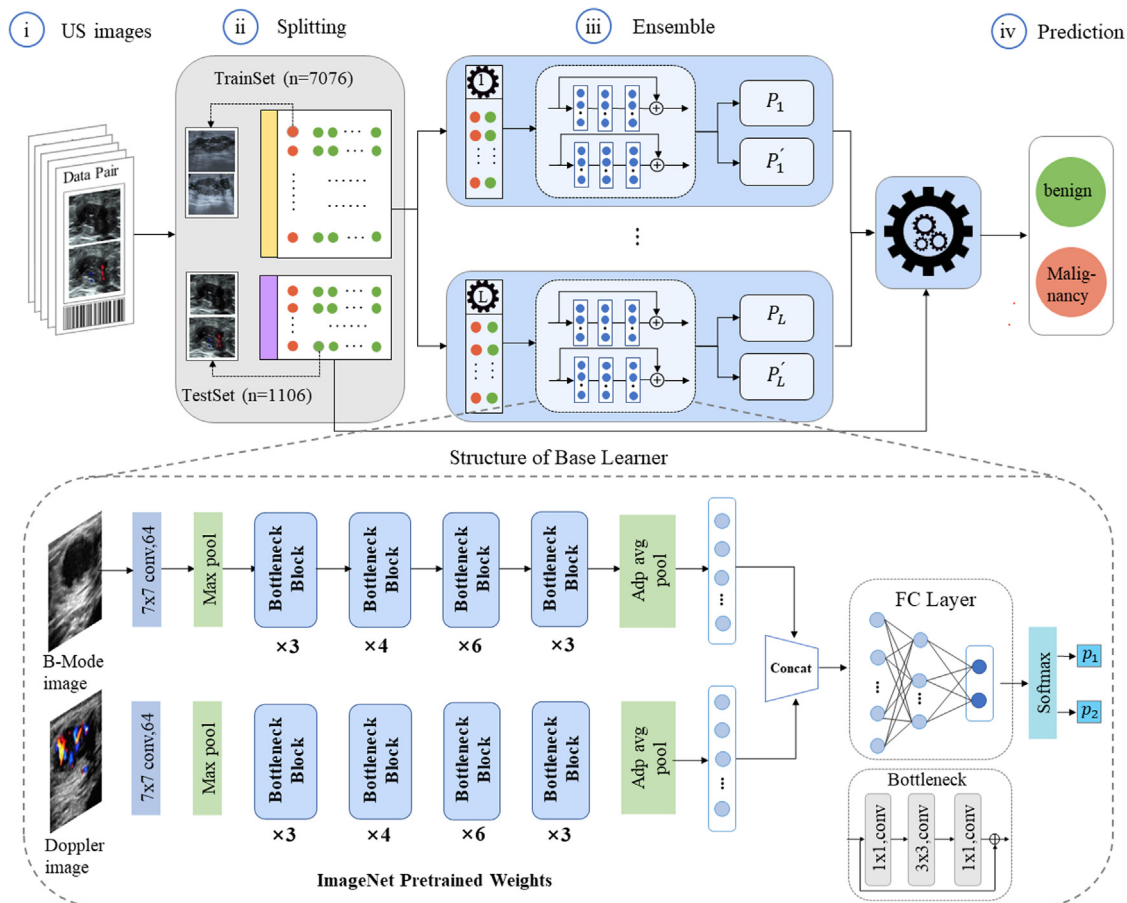 i US images
ii Splitting
iii Ensemble
iv Prediction
TrainSet (n=7076)
Data Pair
TestSet (n=1106)
1
P₁
P₁′
L
P_L
P_L′
benign
Malig-
nancy
Structure of Base Learner
B-Mode
image
7x7 conv,64
Max pool
Bottleneck
Block
×3
Bottleneck
Block
×4
Bottleneck
Block
×6
Bottleneck
Block
×3
Adp avg
pool
Doppler
image
7x7 conv,64
Max pool
Bottleneck
Block
×3
Bottleneck
Block
×4
Bottleneck
Block
×6
Bottleneck
Block
×3
Adp avg
pool
Concat
FC Layer
Softmax
p₁
p₂
Bottleneck
1x1,conv
3x3,conv
1x1,conv
ImageNet Pretrained Weights